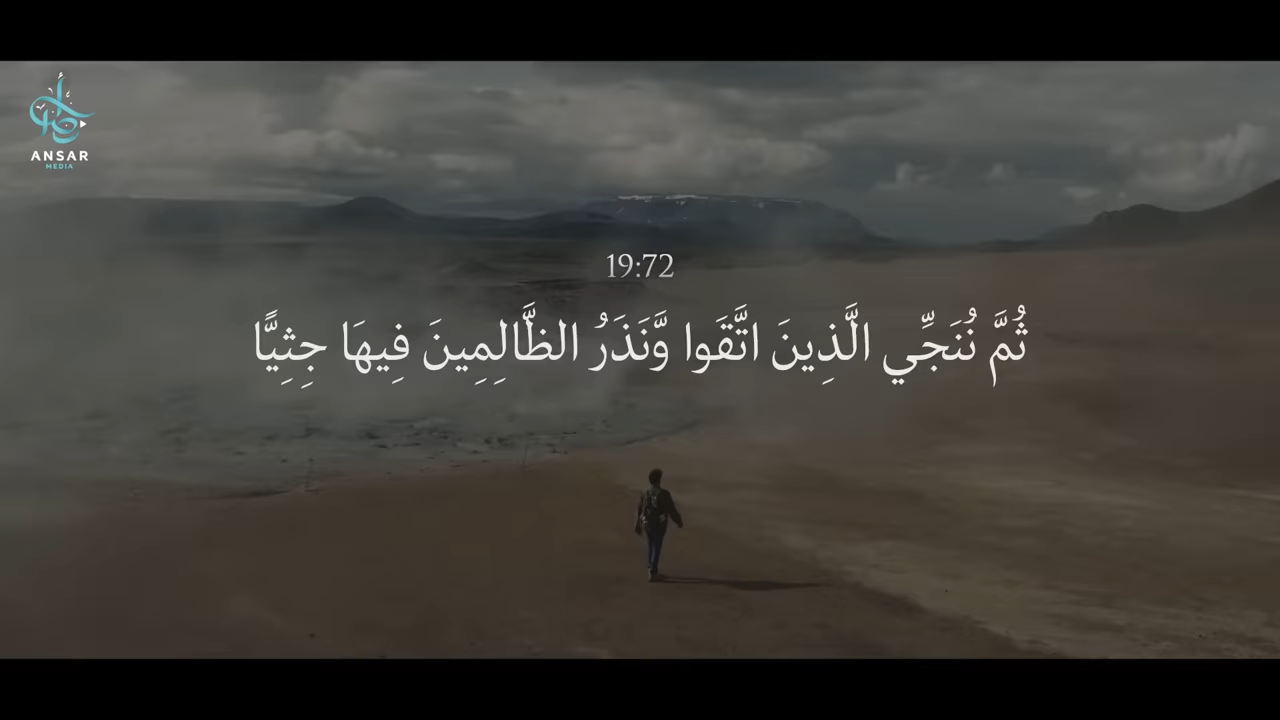 ANSAR
MEDIA
19:72
ثُمَّ نُنَجِّي الَّذِينَ اتَّقَوا وَّنَذَرُ الظَّالِمِينَ فِيهَا جِثِيًّا